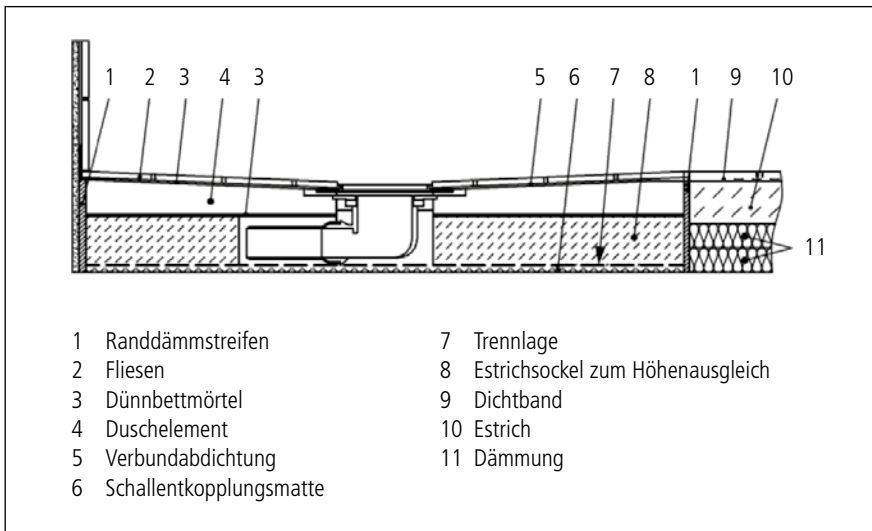 1 2 3 4 3 5 6 7 8 1 9 10
11
1 Randdämmstreifen
2 Fliesen
3 Dünnbettmörtel
4 Duschelement
5 Verbundabdichtung
6 Schallentkopplungsmatte
7 Trennlage
8 Estrichsockel zum Höhenausgleich
9 Dichtband
10 Estrich
11 Dämmung